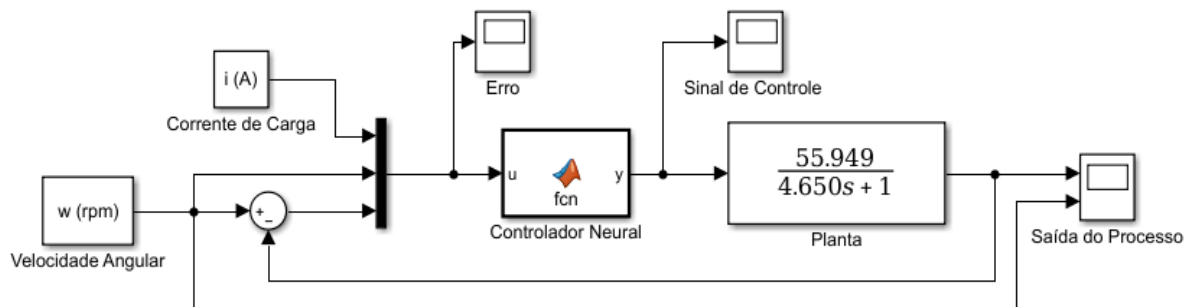 i (A)
Corrente de Carga
Erro
Sinal de Controle
w (rpm)
Velocidade Angular
+
−
u
fcn
y
Controlador Neural
55.949
4.650s + 1
Planta
Saída do Processo